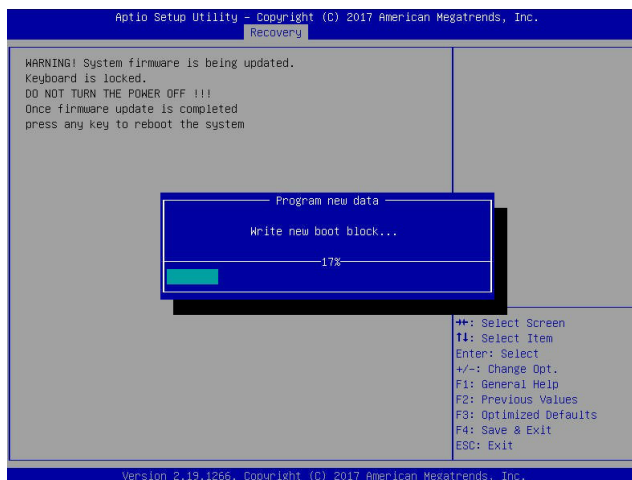 Aptio Setup Utility – Copyright (C) 2017 American Megatrends, Inc.
Recovery
WARNING! System firmware is being updated.
Keyboard is locked.
DO NOT TURN THE POWER OFF !!!
Once firmware update is completed
press any key to reboot the system
Program new data
Write new boot block...
17%
→←: Select Screen
↑↓: Select Item
Enter: Select
+/-: Change Opt.
F1: General Help
F2: Previous Values
F3: Optimized Defaults
F4: Save & Exit
ESC: Exit
Version 2.19.1266. Copyright (C) 2017 American Megatrends, Inc.